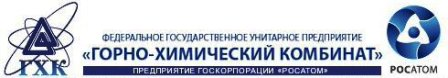 ФЕДЕРАЛЬНОЕ ГОСУДАРСТВЕННОЕ УНИТАРНОЕ ПРЕДПРИЯТИЕ
«ГОРНО-ХИМИЧЕСКИЙ КОМБИНАТ»
ПРЕДПРИЯТИЕ ГОСКОРПОРАЦИИ «РОСАТОМ»
ГХК
РОСАТОМ